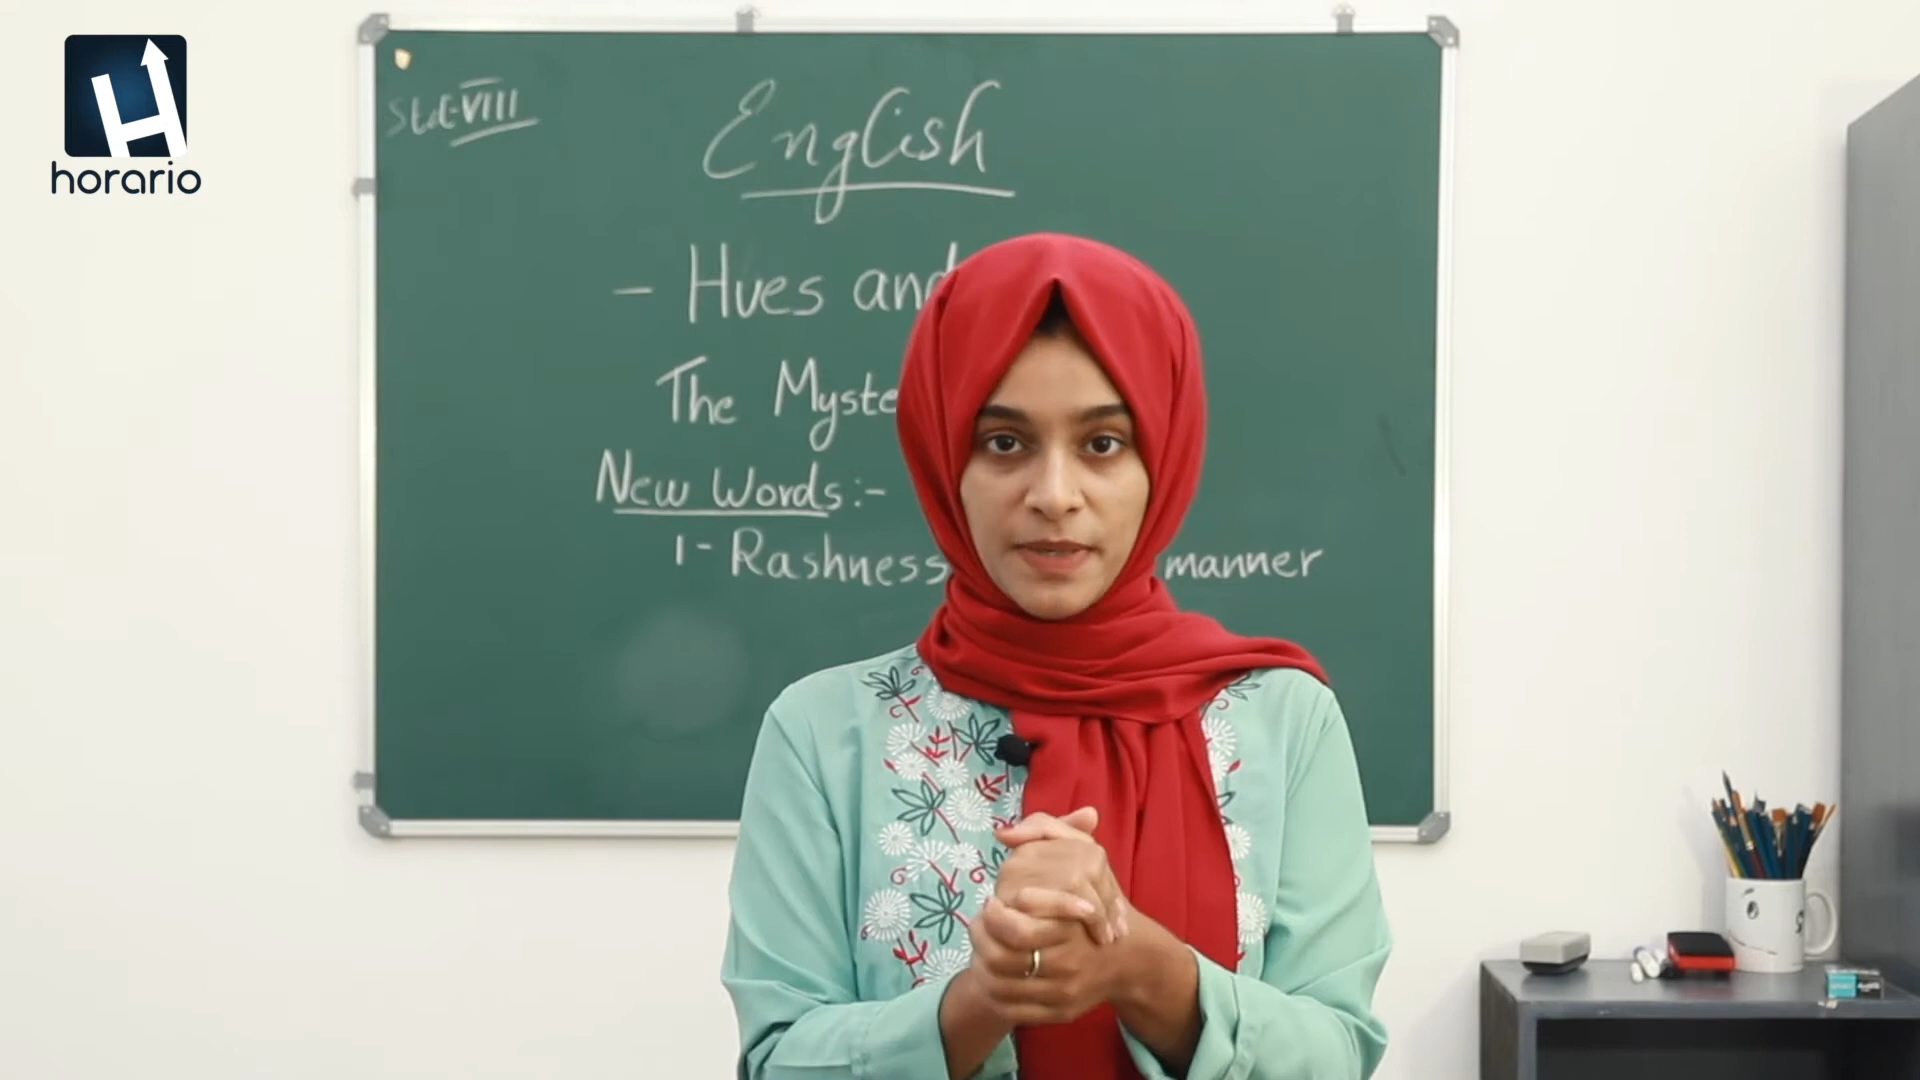 horario
Std-VIII
English
- Hues and
The Myste
New Words:-
1- Rashness manner